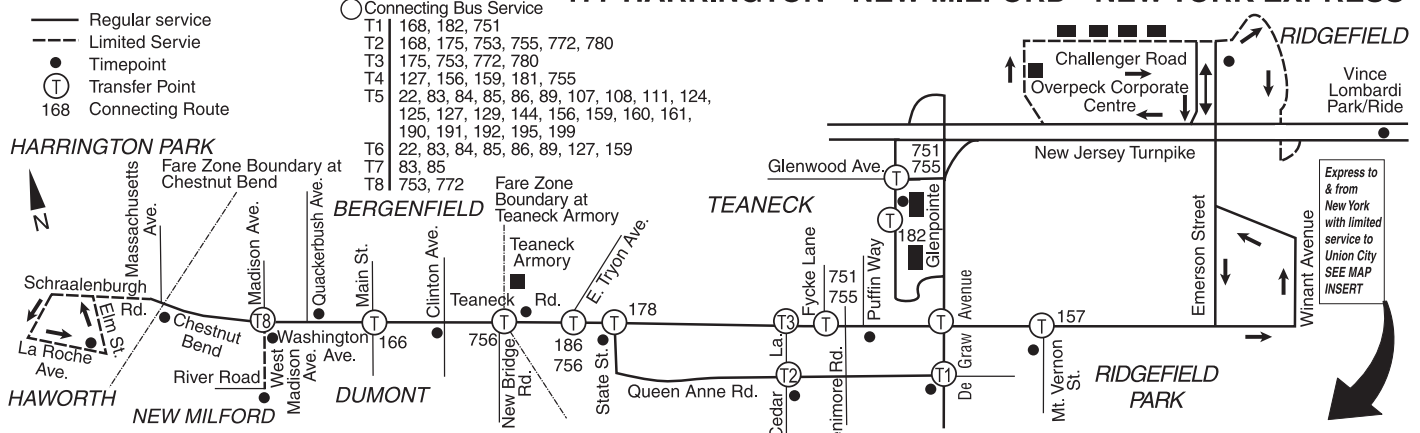 177 HARRINGTON - NEW MILFORD - NEW YORK EXPRESS
Regular service
Limited Servie
Timepoint
T Transfer Point
168 Connecting Route
Connecting Bus Service
T1 168, 182, 751
T2 168, 175, 753, 755, 772, 780
T3 175, 753, 772, 780
T4 127, 156, 159, 181, 755
T5 22, 83, 84, 85, 86, 89, 107, 108, 111, 124,
125, 127, 129, 144, 156, 159, 160, 161,
190, 191, 192, 195, 199
T6 22, 83, 84, 85, 86, 89, 127, 159
T7 83, 85
T8 753, 772
HARRINGTON PARK
Fare Zone Boundary at
Chestnut Bend
N
Massachusetts
Ave.
Madison Ave.
Quackerbush Ave.
BERGENFIELD
Main St.
Clinton Ave.
Fare Zone
Boundary at
Teaneck Armory
Teaneck
Armory
E. Tryon Ave.
Schraalenburgh
Rd.
Elm St.
La Roche
Ave.
HAWORTH
Chestnut
Bend
T8
River Road
West
Madison
Ave.
NEW MILFORD
Washington
Ave.
T
166
DUMONT
Teaneck Rd.
T
756
New Bridge
Rd.
T
186
756
State St.
T
178
Queen Anne Rd.
TEANECK
T3
Cedar La.
T2
Fycke Lane
T
751
755
enimore Rd.
Puffin Way
Glenwood Ave.
T
751
755
T
182
Glenpointe
T
De Graw Avenue
T1
T
157
Mt. Vernon
St.
RIDGEFIELD
PARK
Challenger Road
Overpeck Corporate
Centre
RIDGEFIELD
Vince
Lombardi
Park/Ride
New Jersey Turnpike
Emerson Street
Winant Avenue
Express to
& from
New York
with limited
service to
Union City
SEE MAP
INSERT